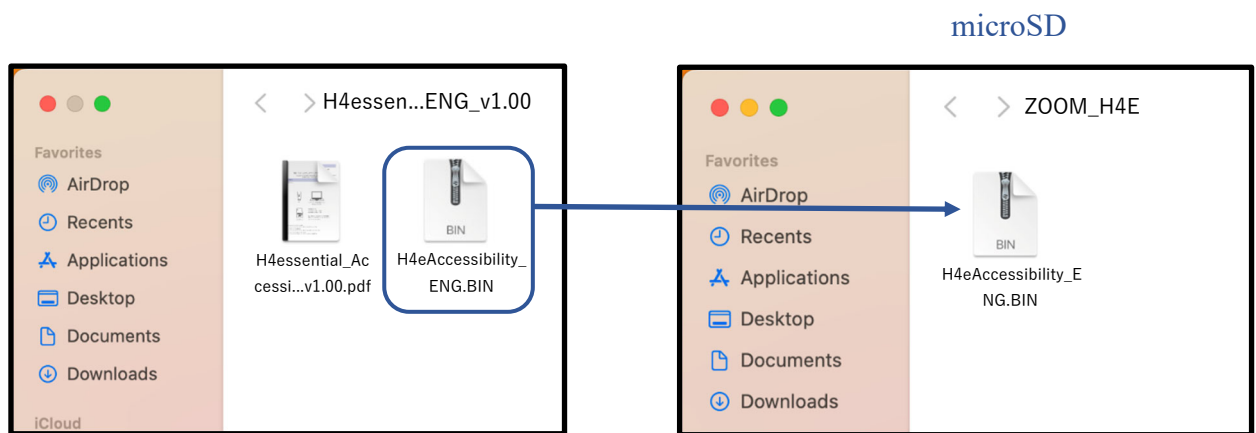 microSD
H4essen...ENG_v1.00
Favorites
AirDrop
Recents
Applications
Desktop
Documents
Downloads
iCloud
H4essential_Ac
cessi...v1.00.pdf
BIN
H4eAccessibility_
ENG.BIN
ZOOM_H4E
Favorites
AirDrop
Recents
Applications
Desktop
Documents
Downloads
BIN
H4eAccessibility_E
NG.BIN